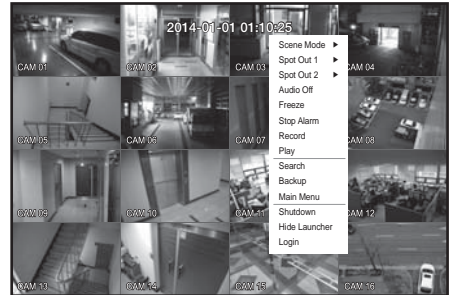 2014-01-01 01:10:25
CAM 01
CAM 02
CAM 03
CAM 04
CAM 05
CAM 06
CAM 07
CAM 08
CAM 09
CAM 10
CAM 11
CAM 12
CAM 13
CAM 14
CAM 15
CAM 16
Scene Mode ►
Spot Out 1 ►
Spot Out 2 ►
Audio Off
Freeze
Stop Alarm
Record
Play
Search
Backup
Main Menu
Shutdown
Hide Launcher
Login